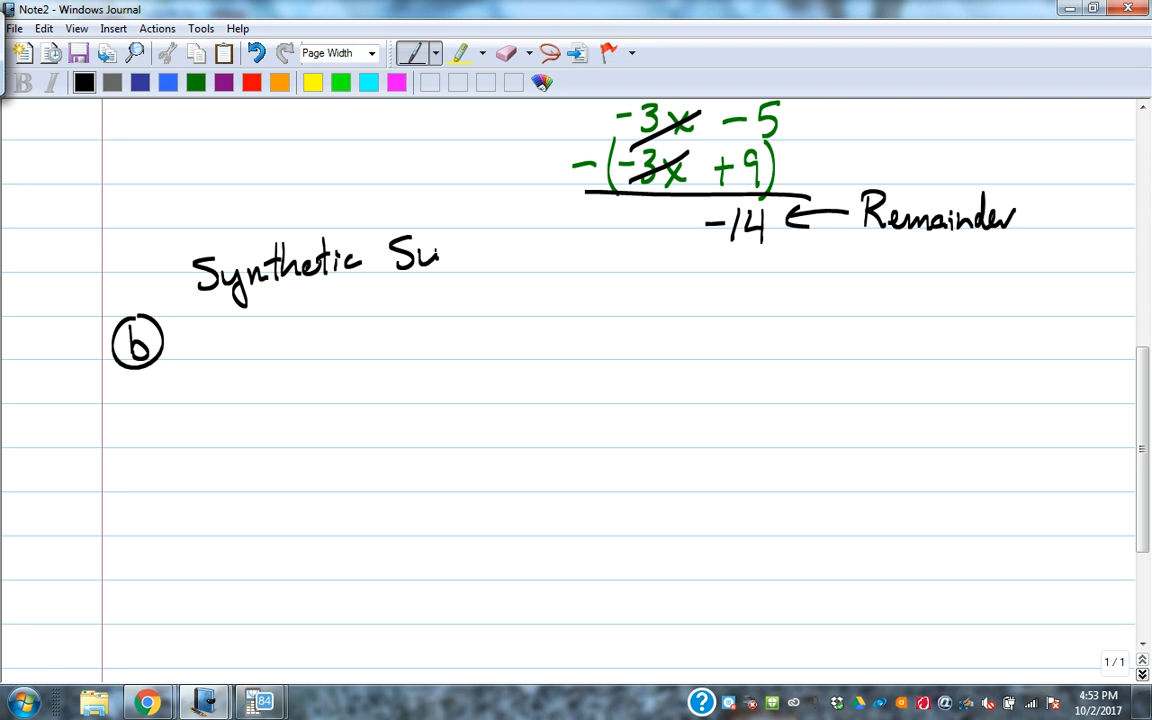 Note2 - Windows Journal
File Edit View Insert Actions Tools Help
Page Width
B I
-3x - 5
-(-3x + 9)
-14 ← Remainder
Synthetic Su
b
1 / 1
84
4:53 PM
10/2/2017